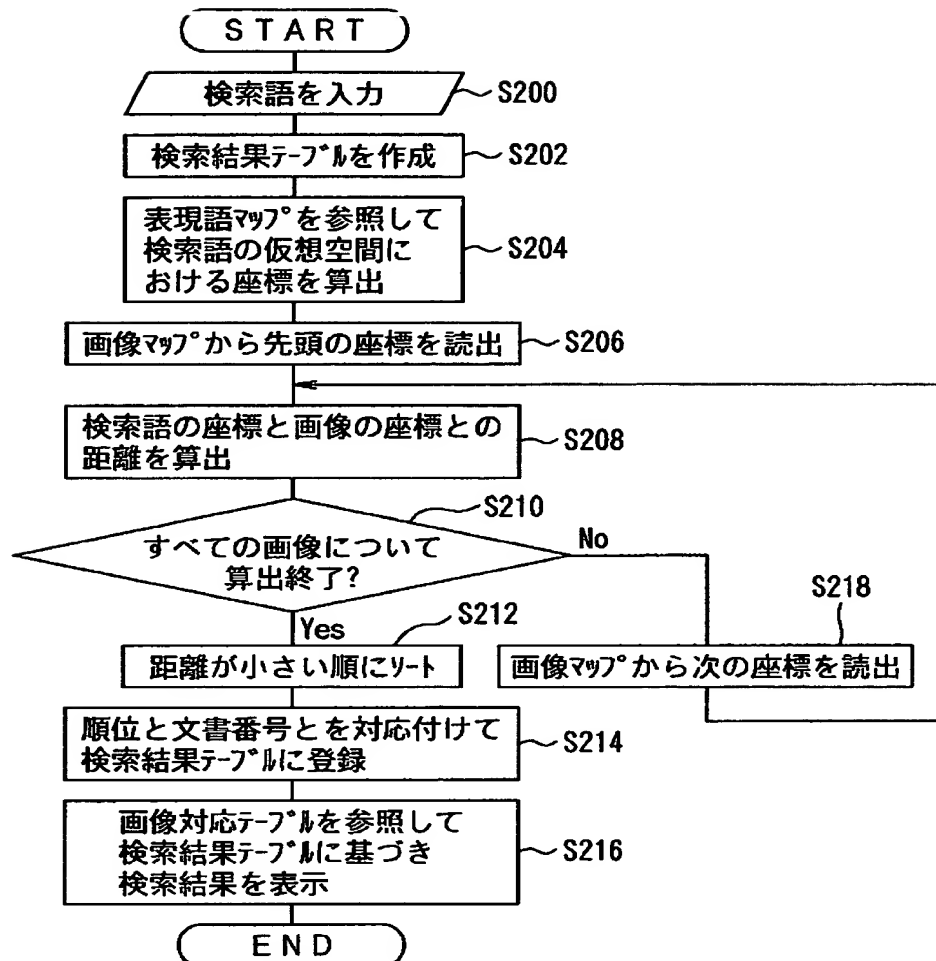 START
検索語を入力
S200
検索結果ﾃｰﾌﾞﾙを作成
S202
表現語ﾏｯﾌﾟを参照して
検索語の仮想空間に
おける座標を算出
S204
画像ﾏｯﾌﾟから先頭の座標を読出
S206
検索語の座標と画像の座標との
距離を算出
S208
S210
すべての画像について
算出終了?
No
Yes
S212
距離が小さい順にｿｰﾄ
S218
画像ﾏｯﾌﾟから次の座標を読出
順位と文書番号とを対応付けて
検索結果ﾃｰﾌﾞﾙに登録
S214
画像対応ﾃｰﾌﾞﾙを参照して
検索結果ﾃｰﾌﾞﾙに基づき
検索結果を表示
S216
END